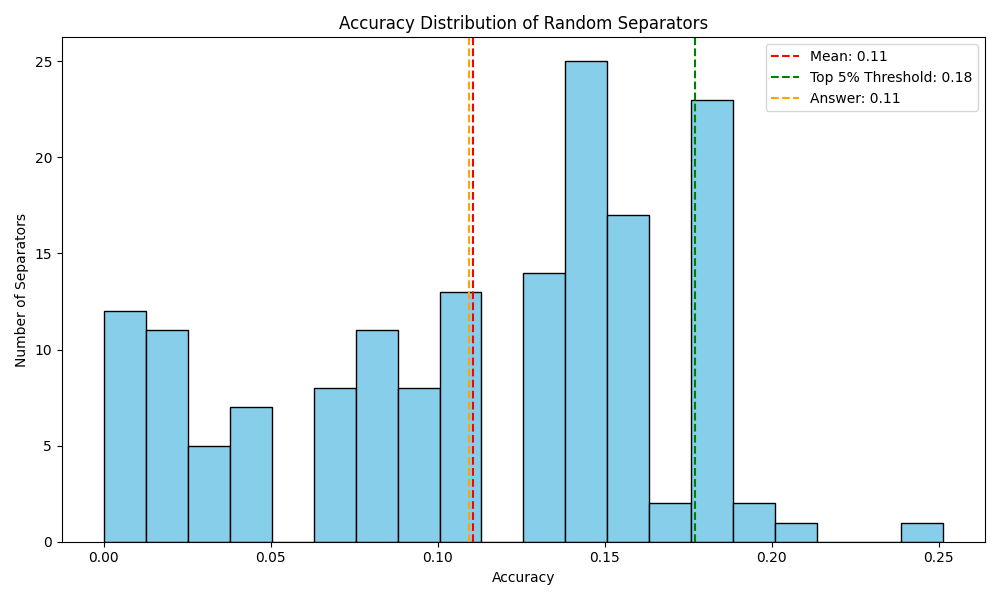 Accuracy Distribution of Random Separators
Mean: 0.11
Top 5% Threshold: 0.18
Answer: 0.11
Number of Separators
25
20
15
10
5
0
0.00 0.05 0.10 0.15 0.20 0.25
Accuracy